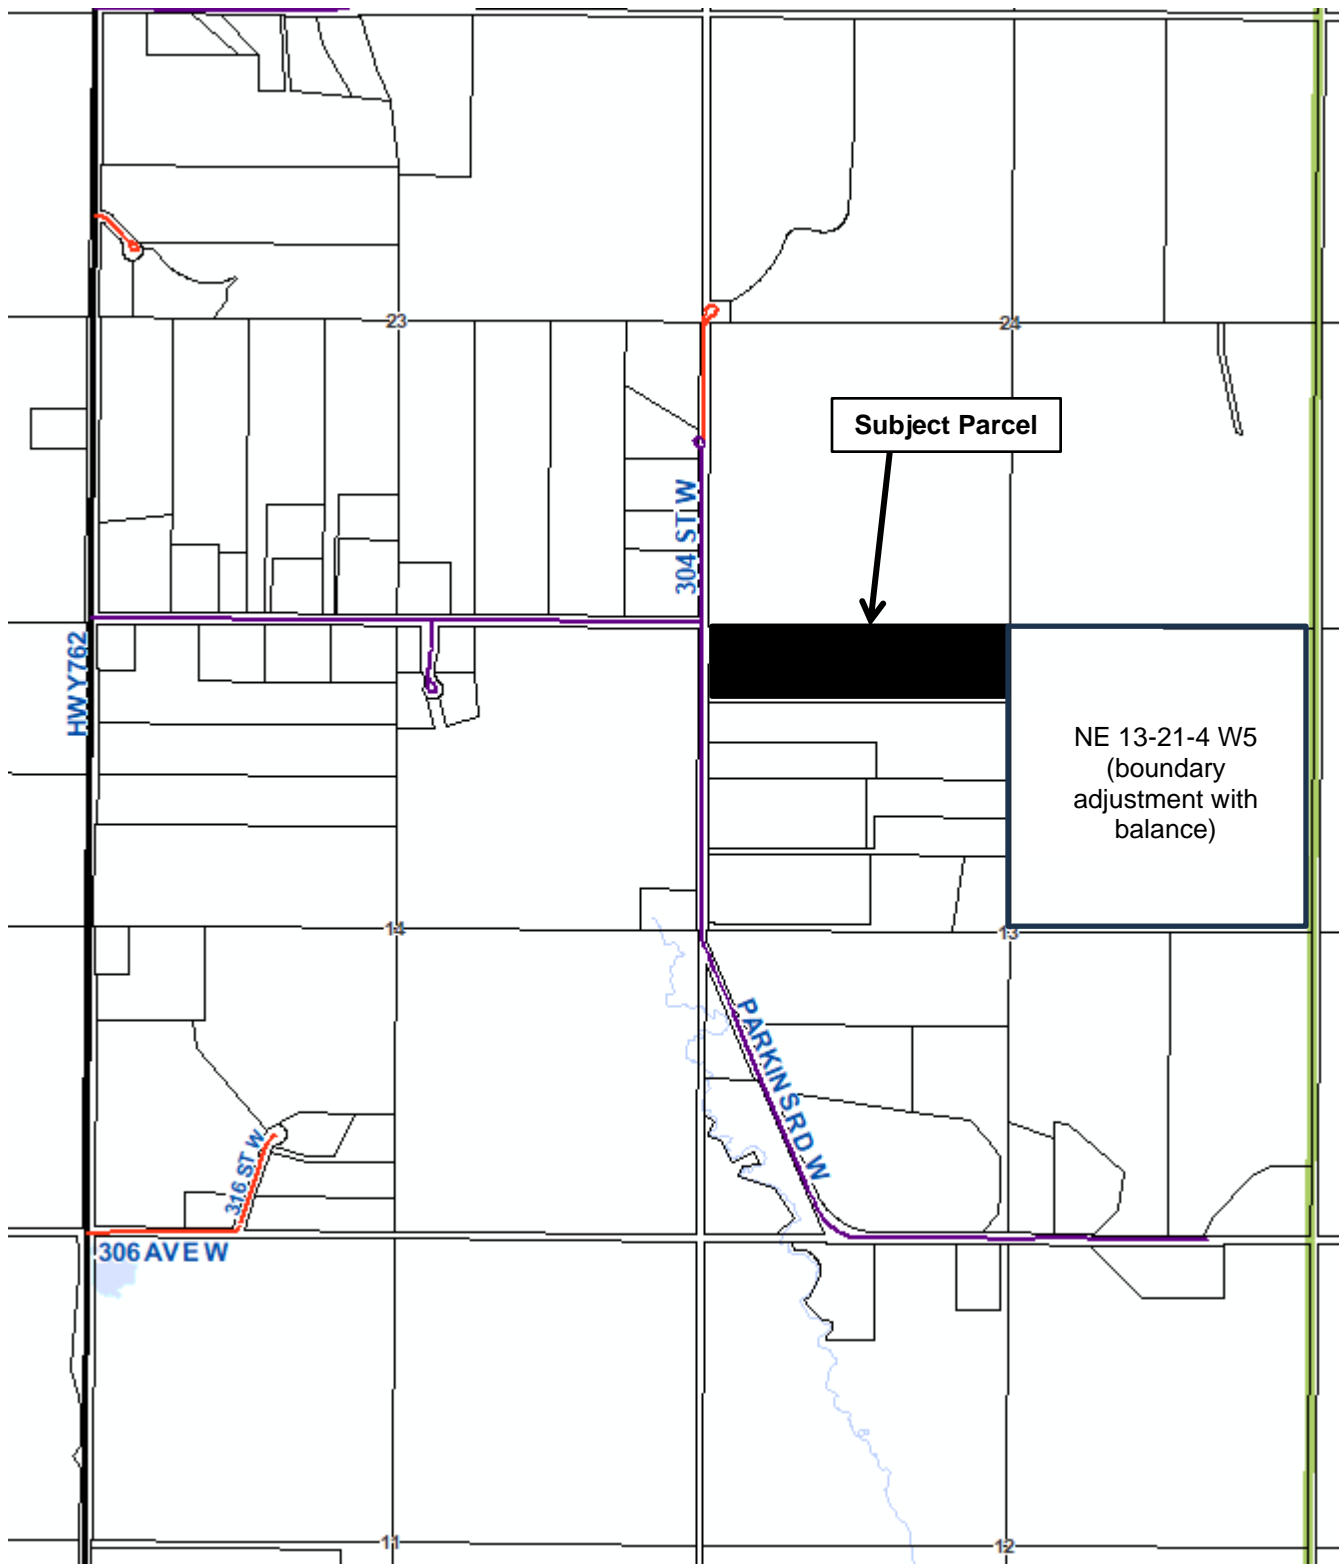 23
24
Subject Parcel
304 ST W
HWY762
NE 13-21-4 W5
(boundary
adjustment with
balance)
14
13
PARKINS RD W
316 ST W
306 AVE W
11
12